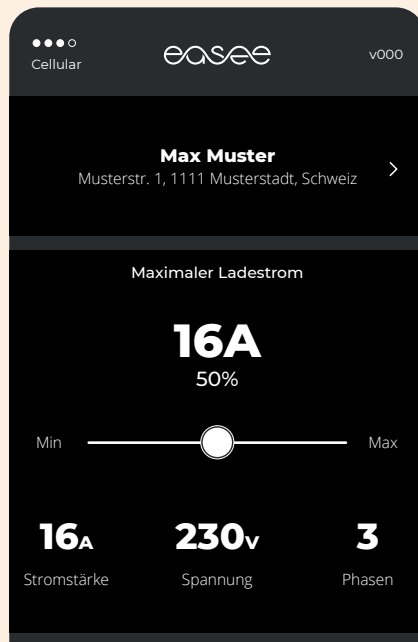 easee
v000
Cellular
Max Muster
Musterstr. 1, 1111 Musterstadt, Schweiz
Maximaler Ladestrom
16A
50%
Min
Max
16A
230v
3
Stromstärke
Spannung
Phasen